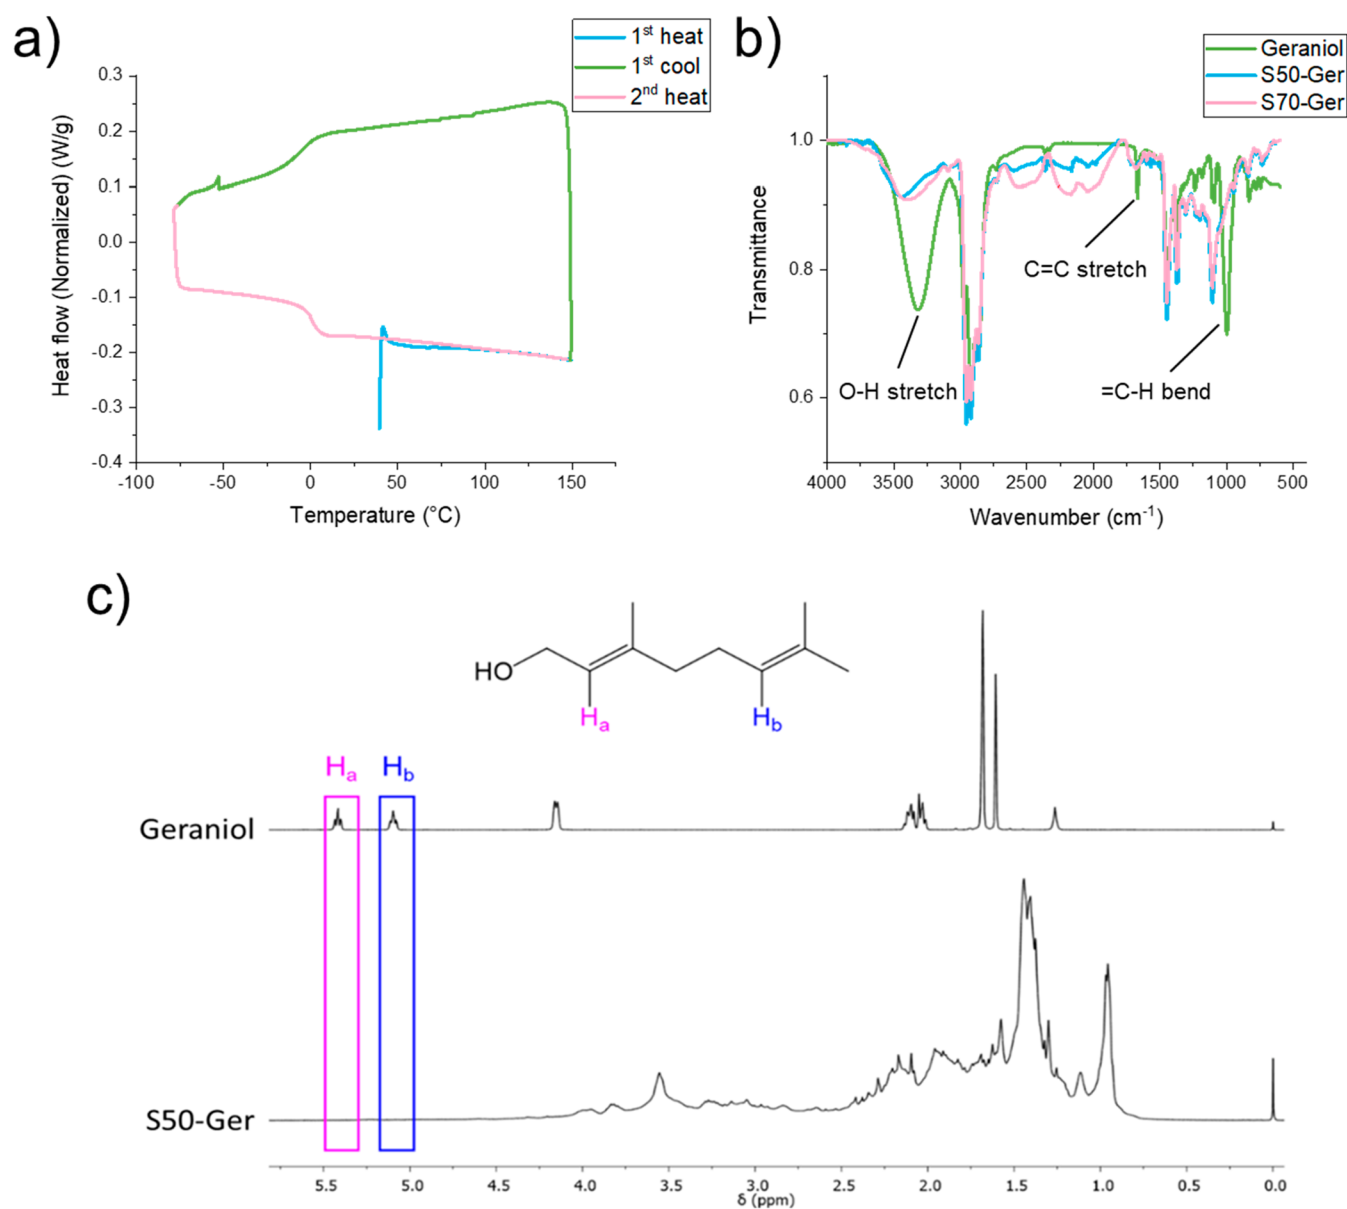 a)
1st heat
1st cool
2nd heat
0.3
0.2
0.1
0.0
-0.1
-0.2
-0.3
-0.4
Heat flow (Normalized) (W/g)
-100 -50 0 50 100 150
Temperature (°C)
b)
Geraniol
S50-Ger
S70-Ger
1.0
0.8
0.6
Transmittance
C=C stretch
O-H stretch
=C-H bend
4000 3500 3000 2500 2000 1500 1000 500
Wavenumber (cm-1)
c)
HO
Ha
Hb
Ha
Hb
Geraniol
S50-Ger
5.5 5.0 4.5 4.0 3.5 3.0 2.5 2.0 1.5 1.0 0.5 0.0
δ (ppm)